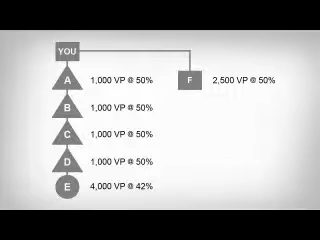 YOU
A 1,000 VP @ 50% F 2,500 VP @ 50%
B 1,000 VP @ 50%
C 1,000 VP @ 50%
D 1,000 VP @ 50%
E 4,000 VP @ 42%